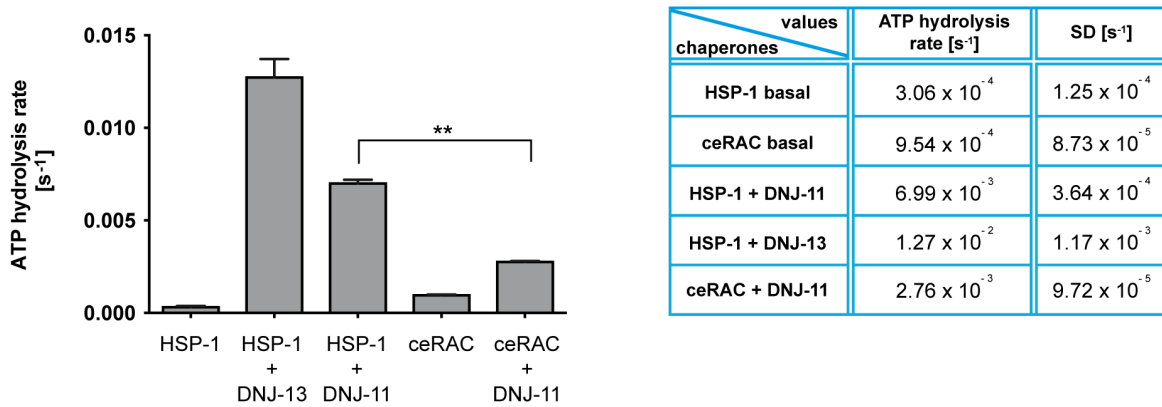 ATP hydrolysis rate
[s⁻¹]
0.015
0.010
0.005
0.000
**
HSP-1
HSP-1
+
DNJ-13
HSP-1
+
DNJ-11
ceRAC
ceRAC
+
DNJ-11
values
chaperones
ATP hydrolysis
rate [s⁻¹]
SD [s⁻¹]
HSP-1 basal
3.06 x 10⁻⁴
1.25 x 10⁻⁴
ceRAC basal
9.54 x 10⁻⁴
8.73 x 10⁻⁵
HSP-1 + DNJ-11
6.99 x 10⁻³
3.64 x 10⁻⁴
HSP-1 + DNJ-13
1.27 x 10⁻²
1.17 x 10⁻³
ceRAC + DNJ-11
2.76 x 10⁻³
9.72 x 10⁻⁵